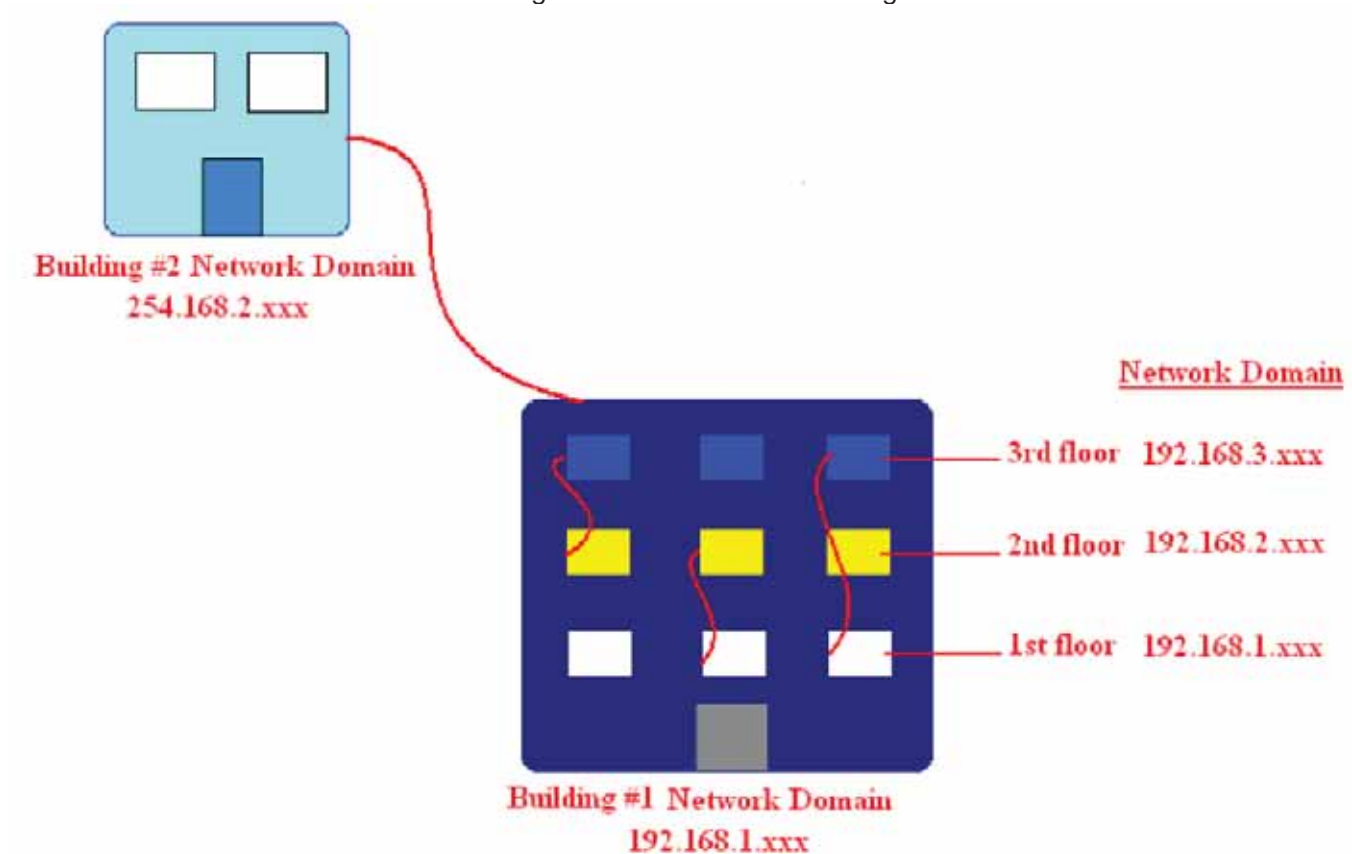 Building #2 Network Domain
254.168.2.xxx
Network Domain
3rd floor 192.168.3.xxx
2nd floor 192.168.2.xxx
1st floor 192.168.1.xxx
Building #1 Network Domain
192.168.1.xxx